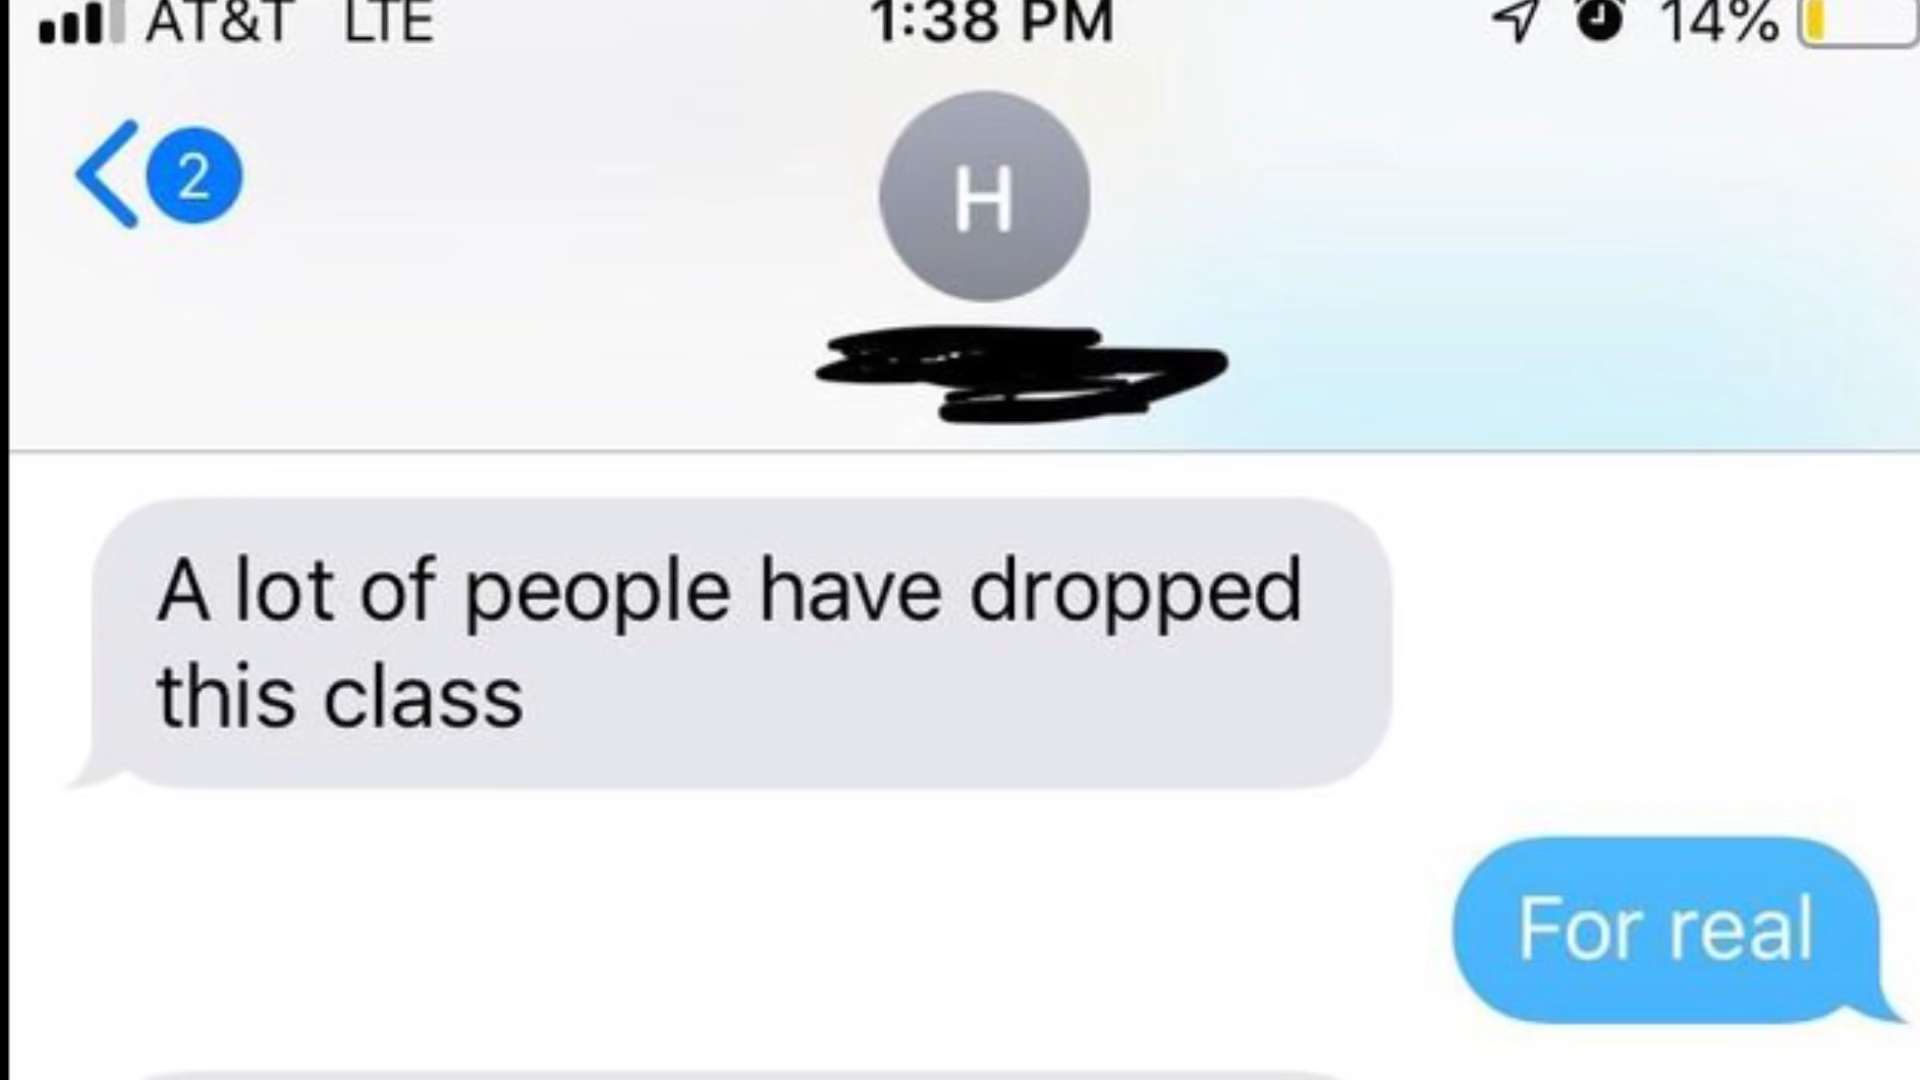 AT&T LTE 1:38 PM 14%
2
H
A lot of people have dropped
this class
For real